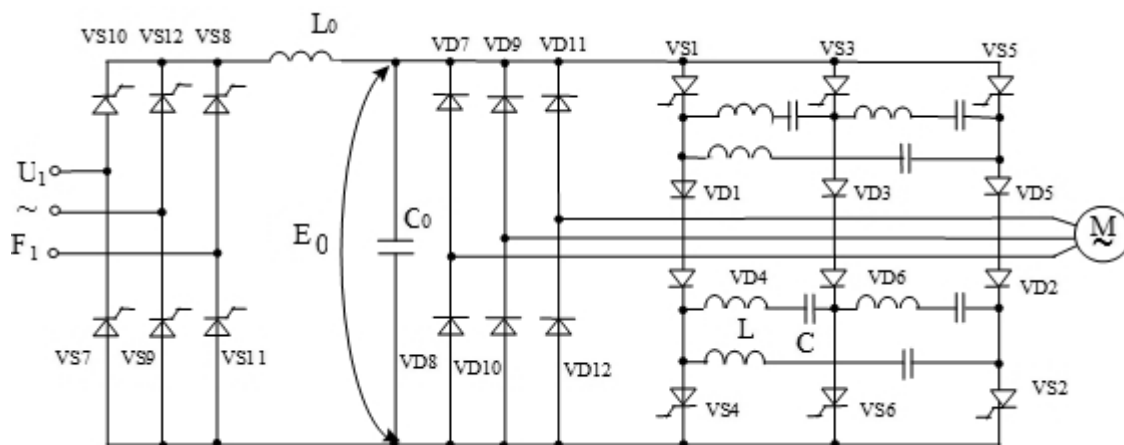 VS10 VS12 VS8 L0 VD7 VD9 VD11 VS1 VS3 VS5
U1
~
F1
E0 C0
VD1 VD3 VD5
M
~
VD4 VD6 VD2
L C
VS7 VS9 VS11 VD8 VD10 VD12 VS4 VS6 VS2